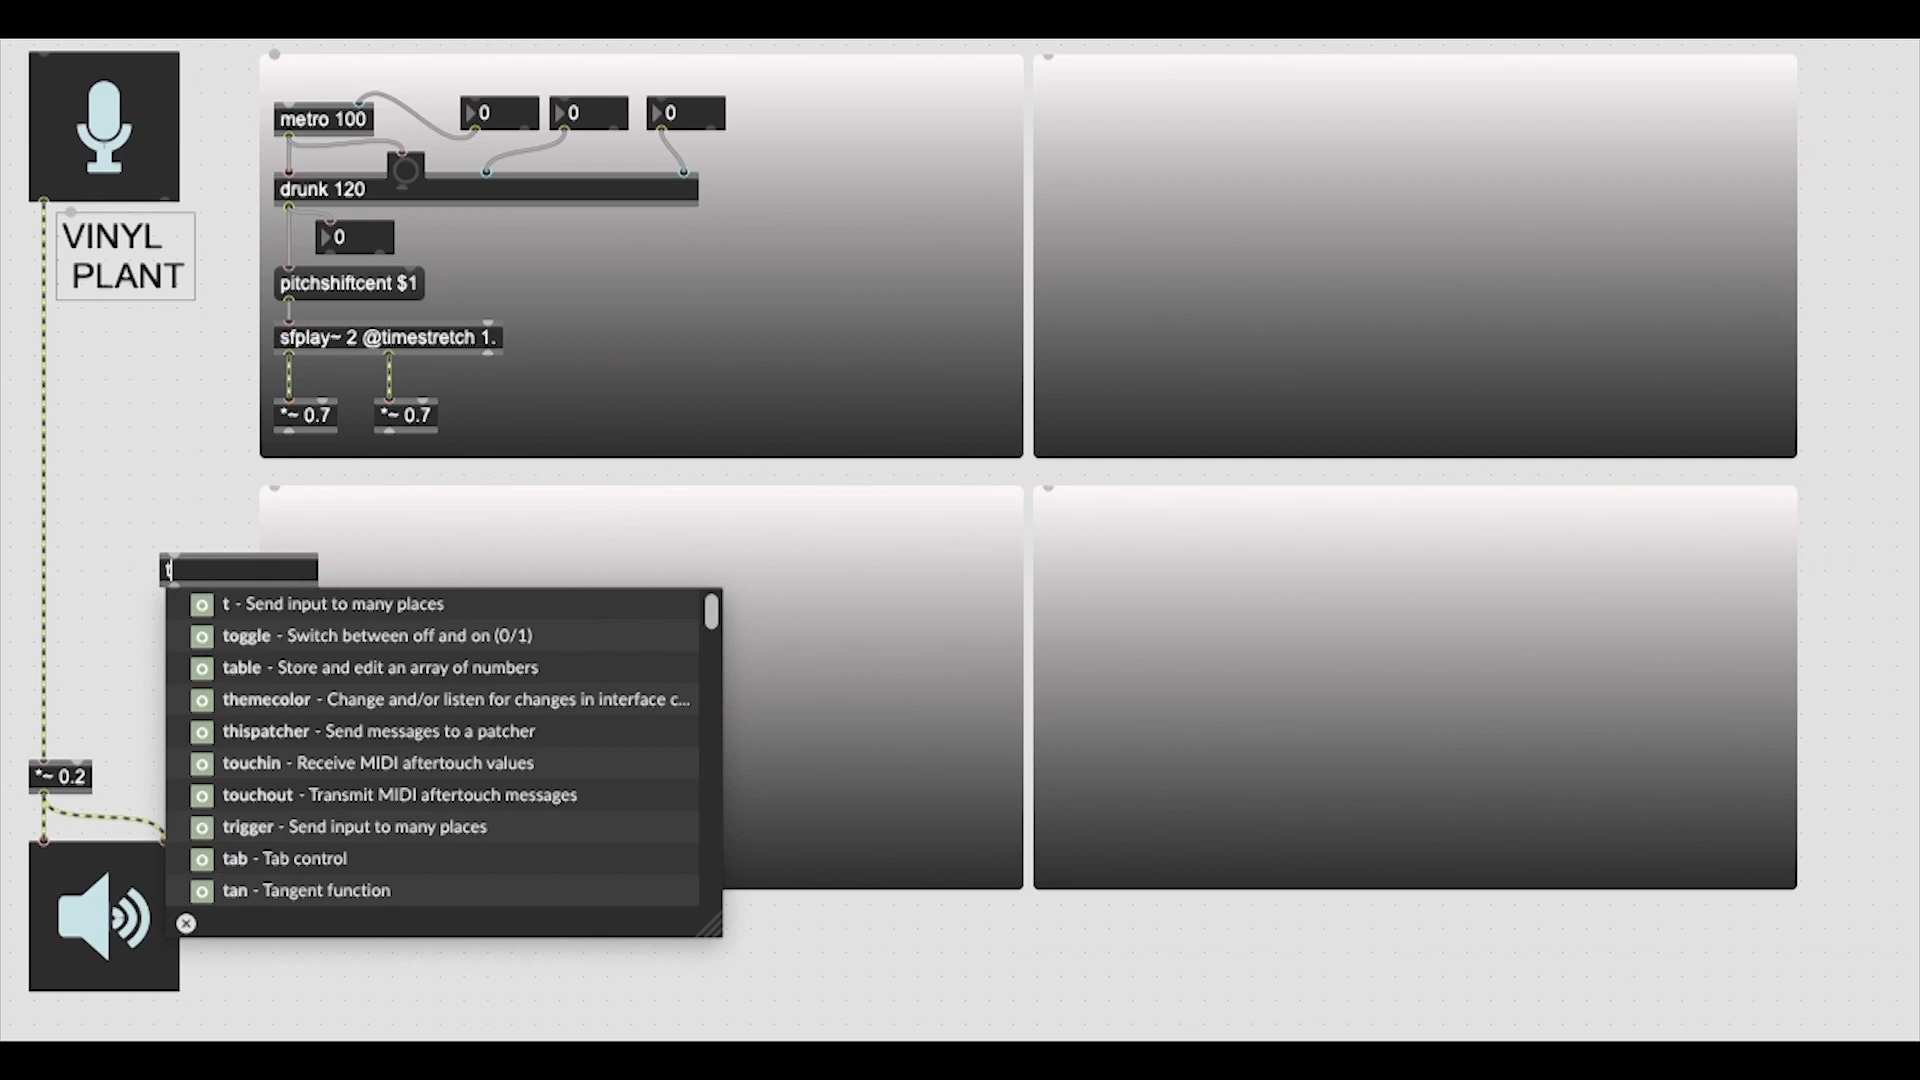 metro 100
0
0
0
drunk 120
0
pitchshiftcent $1
sfplay~ 2 @timestretch 1.
*~ 0.7
*~ 0.7
VINYL
PLANT
t
t - Send input to many places
toggle - Switch between off and on (0/1)
table - Store and edit an array of numbers
themecolor - Change and/or listen for changes in interface c...
thispatcher - Send messages to a patcher
touchin - Receive MIDI aftertouch values
touchout - Transmit MIDI aftertouch messages
trigger - Send input to many places
tab - Tab control
tan - Tangent function
*~ 0.2